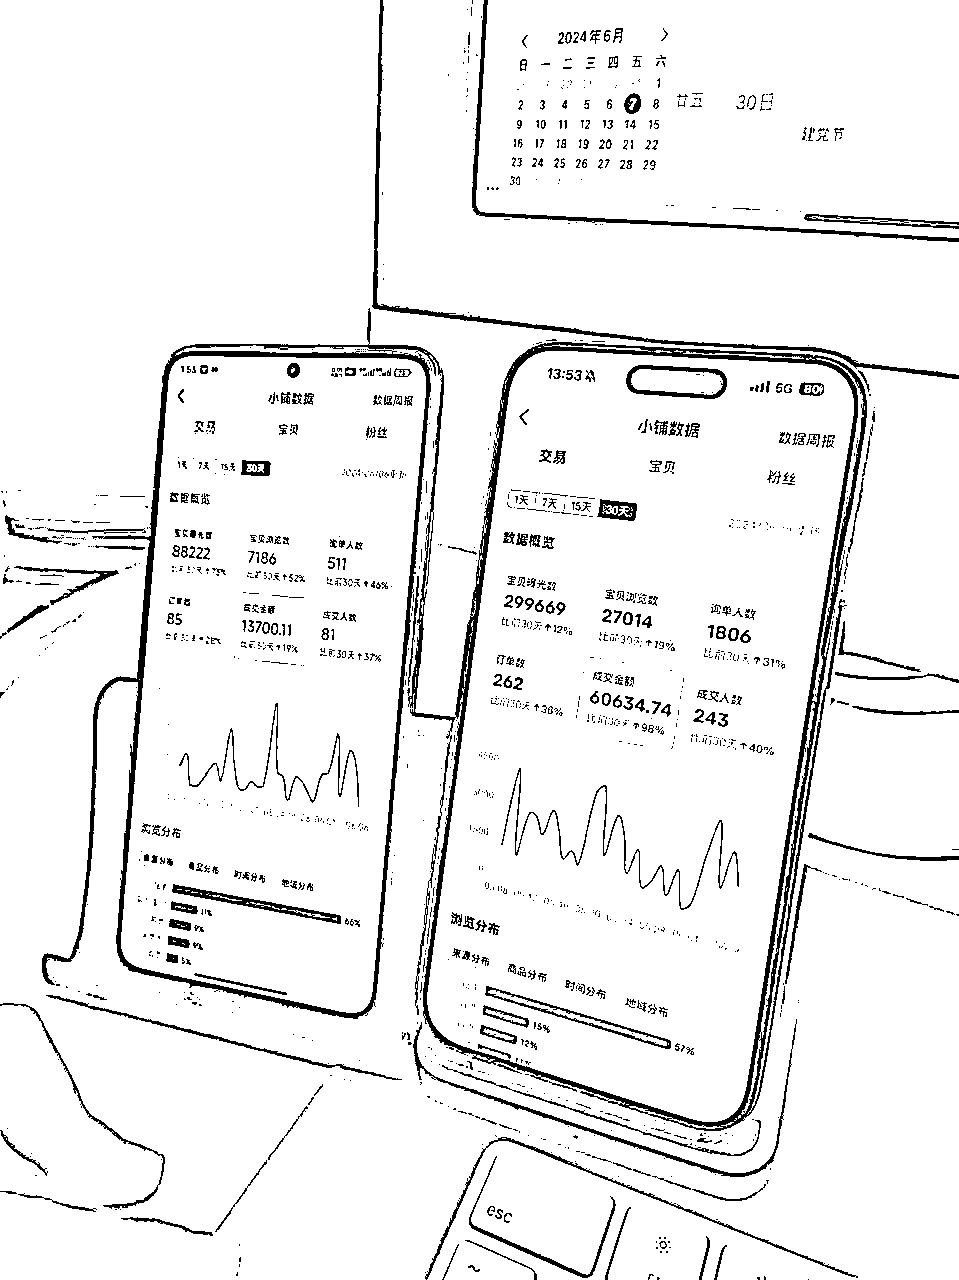 2024年6月
日 一 二 三 四 五 六
1
2 3 4 5 6 7 8
9 10 11 12 13 14 15
16 17 18 19 20 21 22
23 24 25 26 27 28 29
30
廿五 30日
建党节
1:53
小铺数据 数据周报
交易 宝贝 粉丝
1天 7天 15天 30天
数据概览
宝贝曝光数 宝贝浏览数 询单人数
88222 7186 511
比前30天↑73% 比前30天↑52% 比前30天↑46%
订单数 成交金额 成交人数
85 13700.11 81
比前30天↑28% 比前30天↑19% 比前30天↑37%
浏览分布
来源分布 商品分布 时间分布 地域分布
66%
11%
9%
9%
5%
13:53 5G 80
小铺数据 数据周报
交易 宝贝 粉丝
1天 7天 15天 30天
数据概览
宝贝曝光数 宝贝浏览数 询单人数
299669 27014 1806
比前30天↑12% 比前30天↑19% 比前30天↑31%
订单数 成交金额 成交人数
262 60634.74 243
比前30天↑36% 比前30天↑98% 比前30天↑40%
浏览分布
来源分布 商品分布 时间分布 地域分布
57%
15%
12%
esc
~